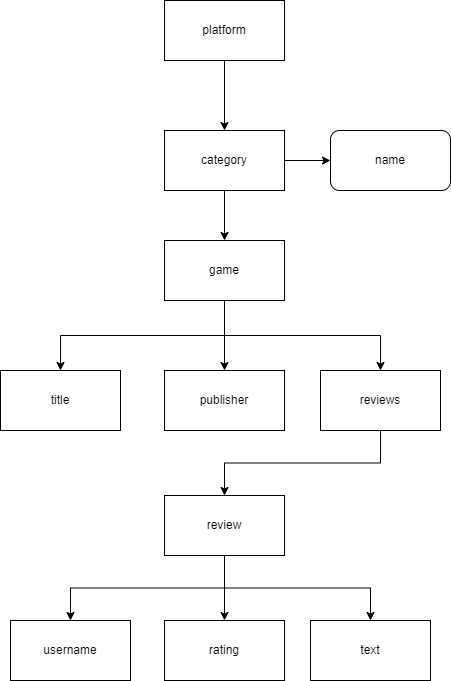 platform
category
name
game
title
publisher
reviews
review
username
rating
text